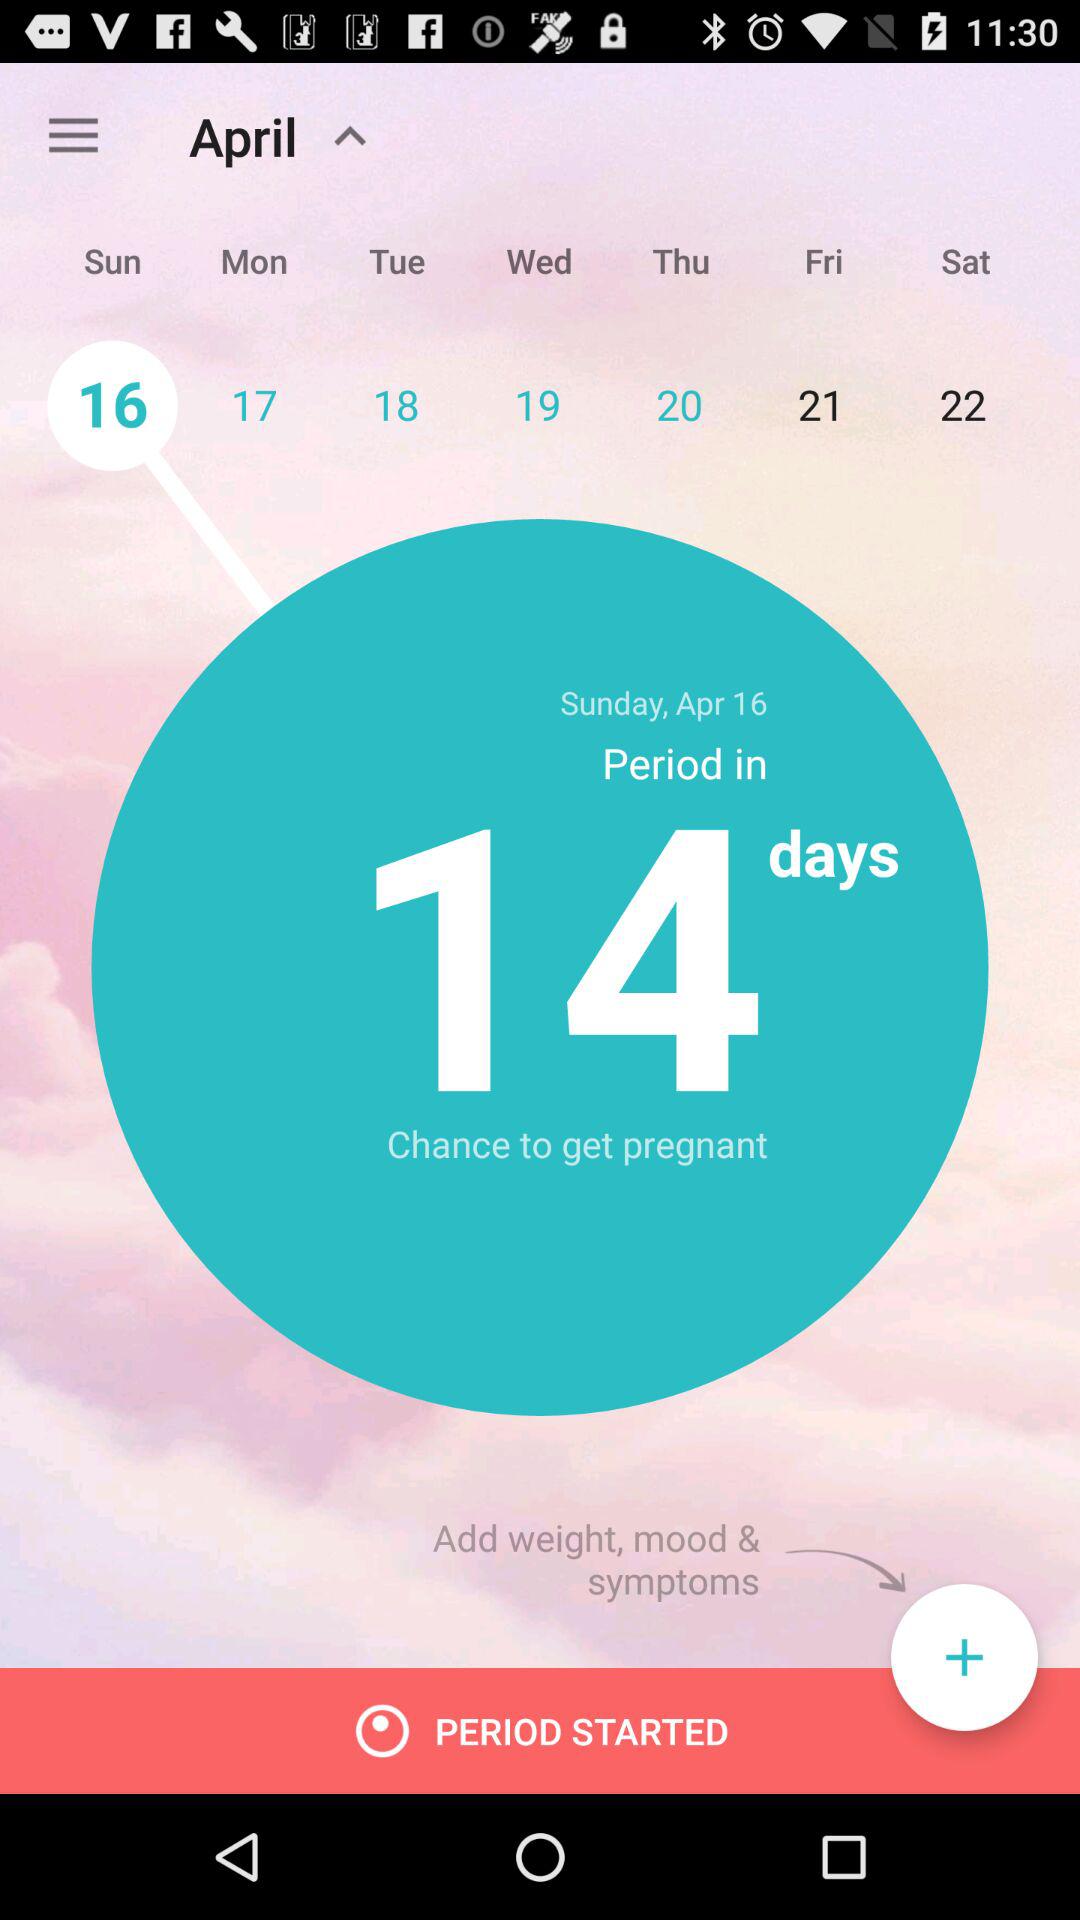 11:30
April
Sun Mon Tue Wed Thu Fri Sat
16 17 18 19 20 21 22
Sunday, Apr 16
Period in
14 days
Chance to get pregnant
Add weight, mood &
symptoms
+
PERIOD STARTED